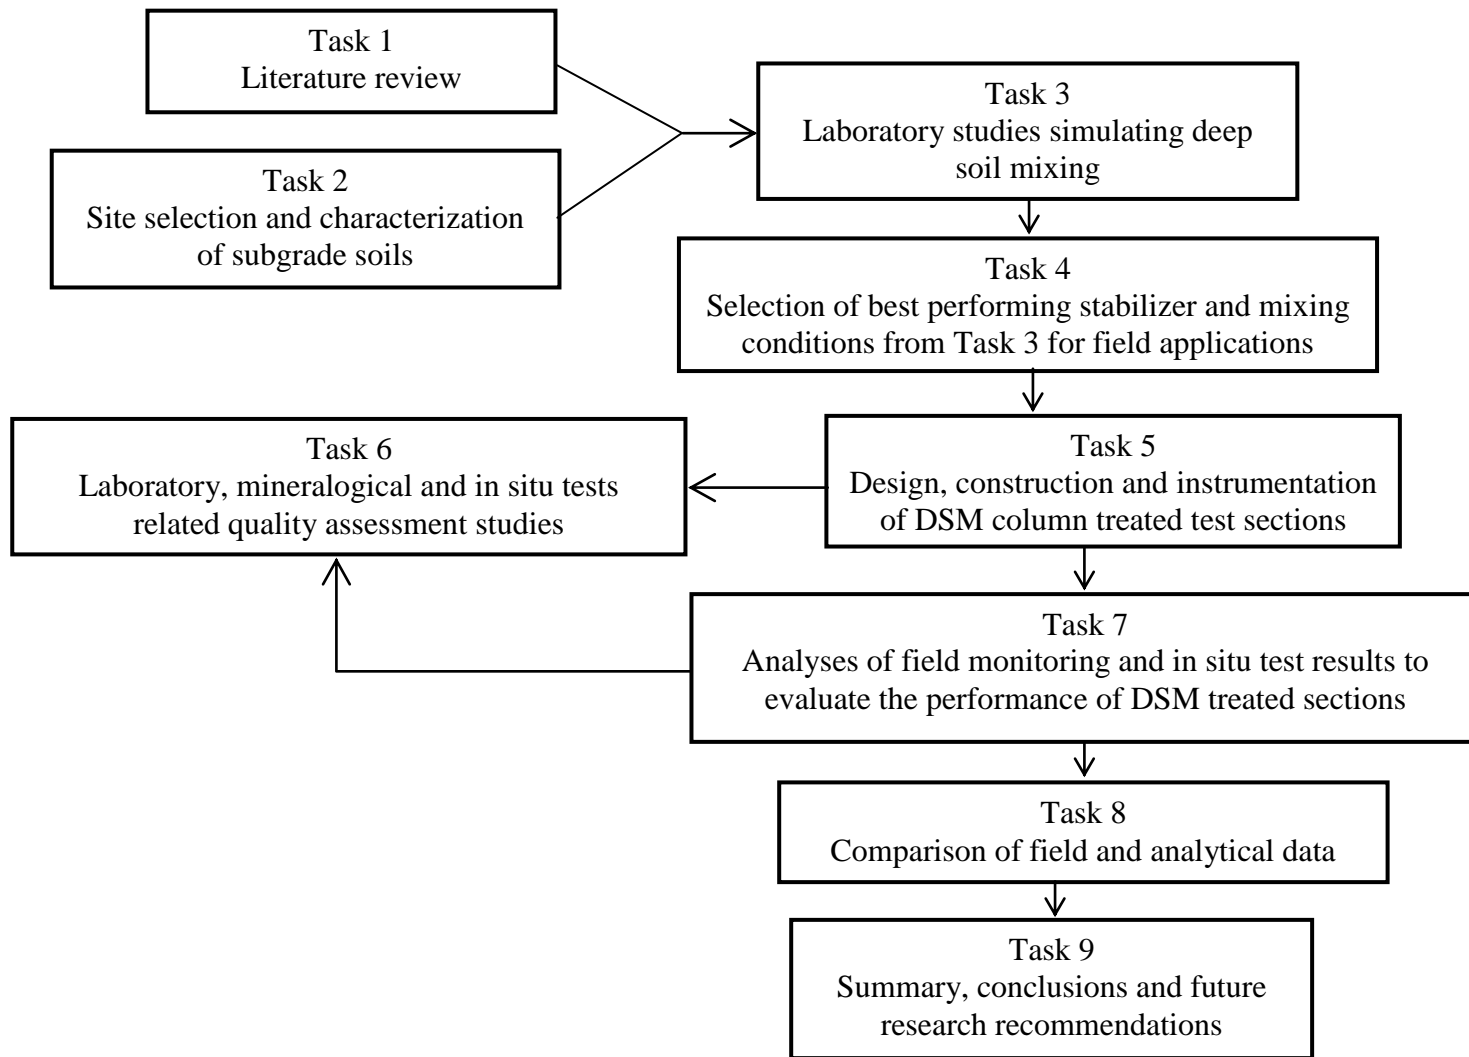 Task 1
Literature review
Task 2
Site selection and characterization
of subgrade soils
Task 3
Laboratory studies simulating deep
soil mixing
Task 4
Selection of best performing stabilizer and mixing
conditions from Task 3 for field applications
Task 5
Design, construction and instrumentation
of DSM column treated test sections
Task 6
Laboratory, mineralogical and in situ tests
related quality assessment studies
Task 7
Analyses of field monitoring and in situ test results to
evaluate the performance of DSM treated sections
Task 8
Comparison of field and analytical data
Task 9
Summary, conclusions and future
research recommendations